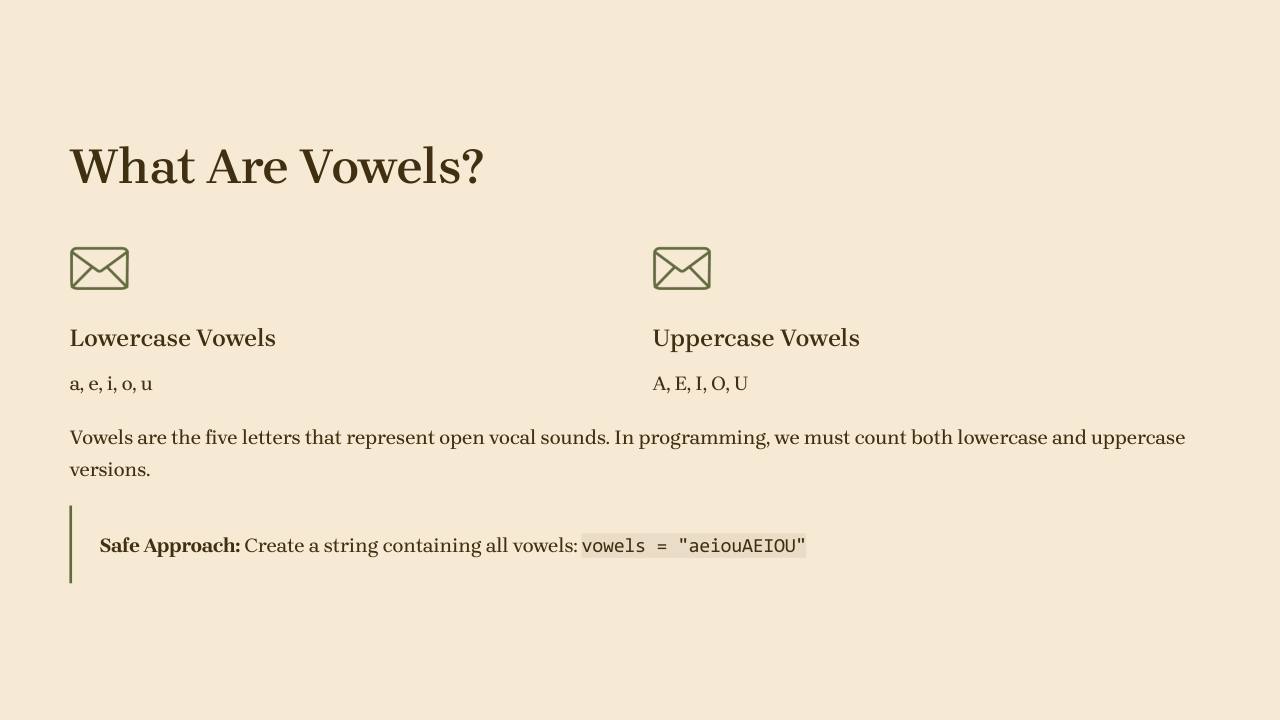 What Are Vowels?
Lowercase Vowels
a, e, i, o, u
Uppercase Vowels
A, E, I, O, U
Vowels are the five letters that represent open vocal sounds. In programming, we must count both lowercase and uppercase
versions.
Safe Approach: Create a string containing all vowels: vowels = "aeiouAEIOU"